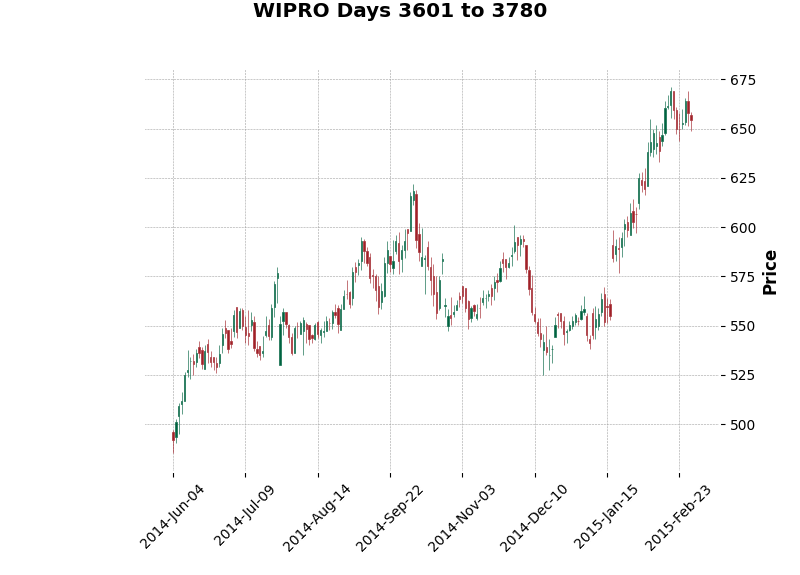 WIPRO Days 3601 to 3780
675
650
625
600
575
550
525
500
Price
2014-Jun-04
2014-Jul-09
2014-Aug-14
2014-Sep-22
2014-Nov-03
2014-Dec-10
2015-Jan-15
2015-Feb-23